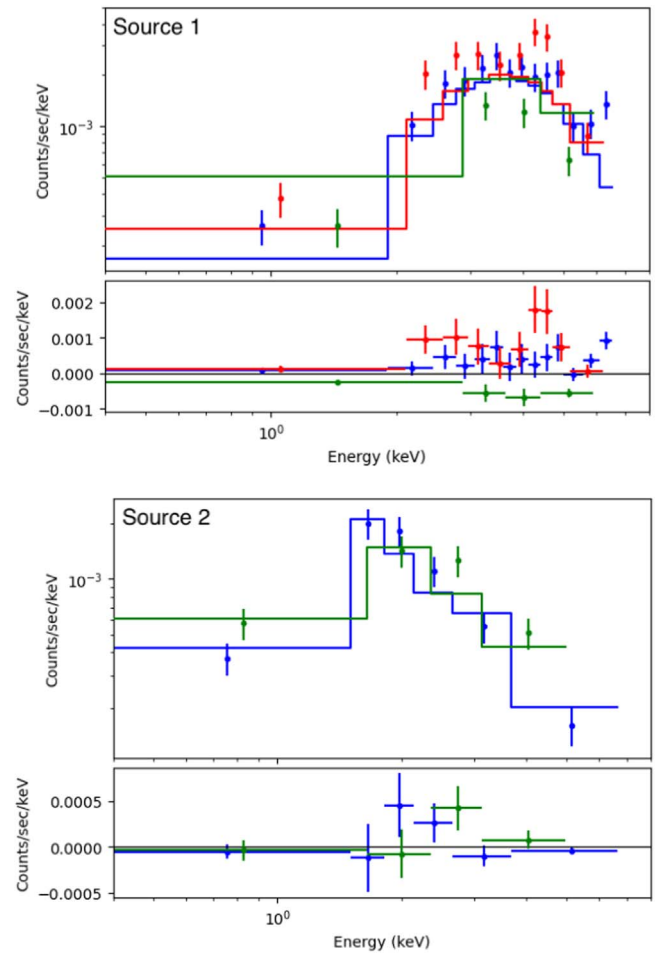 Source 1
Counts/sec/keV
10⁻³
Counts/sec/keV
0.002
0.001
0.000
−0.001
10⁰
Energy (keV)
Source 2
Counts/sec/keV
10⁻³
Counts/sec/keV
0.0005
0.0000
−0.0005
10⁰
Energy (keV)